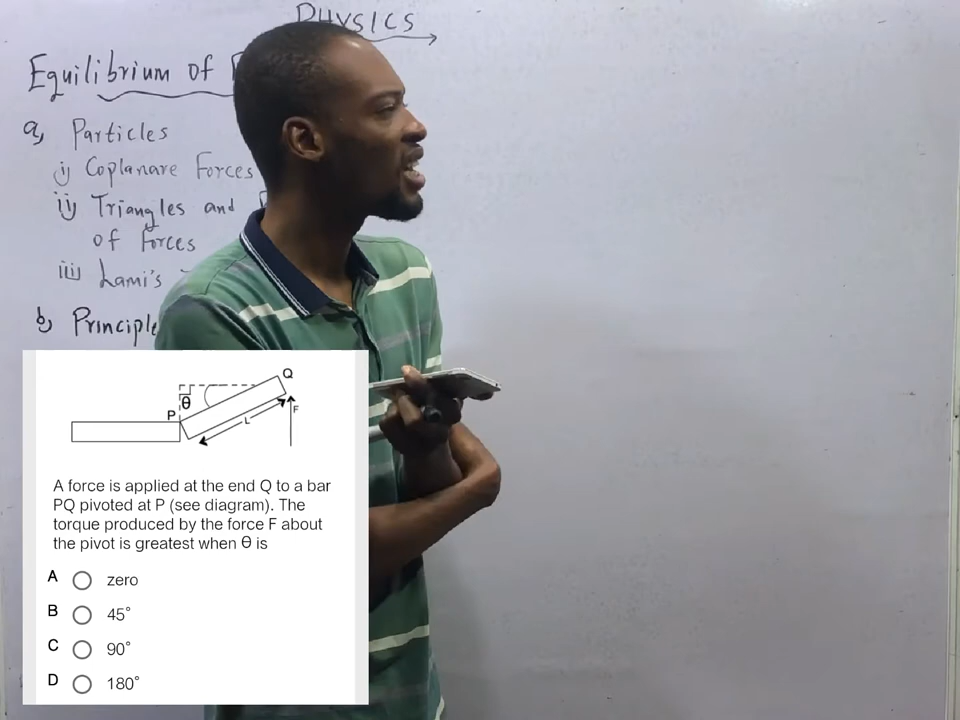 PHYSICS
Equilibrium of
a, Particles
i) Coplanare Forces
ii) Triangles and
of Forces
iii) Lami's
b) Principle
Q
P
θ
F
L
A force is applied at the end Q to a bar
PQ pivoted at P (see diagram). The
torque produced by the force F about
the pivot is greatest when θ is
A zero
B 45°
C 90°
D 180°